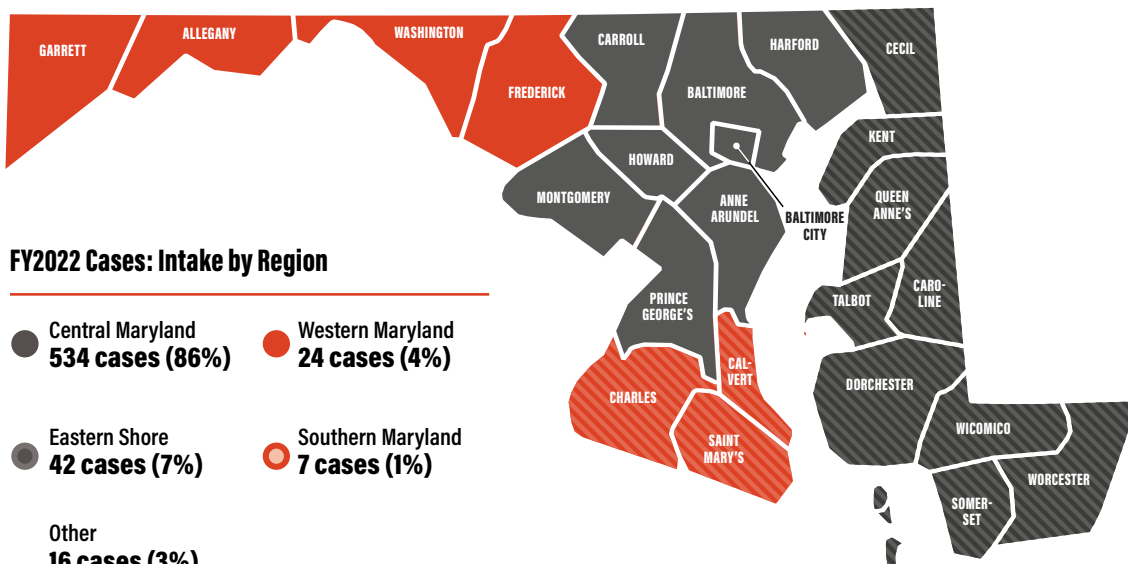 GARRETT
ALLEGANY
WASHINGTON
FREDERICK
CARROLL
BALTIMORE
HARFORD
CECIL
KENT
HOWARD
MONTGOMERY
ANNE
ARUNDEL
QUEEN
ANNE'S
BALTIMORE
CITY
PRINCE
GEORGE'S
TALBOT
CARO-
LINE
CAL-
VERT
CHARLES
SAINT
MARY'S
DORCHESTER
WICOMICO
WORCESTER
SOMER-
SET
FY2022 Cases: Intake by Region
Central Maryland
534 cases (86%)
Western Maryland
24 cases (4%)
Eastern Shore
42 cases (7%)
Southern Maryland
7 cases (1%)
Other
16 cases (3%)